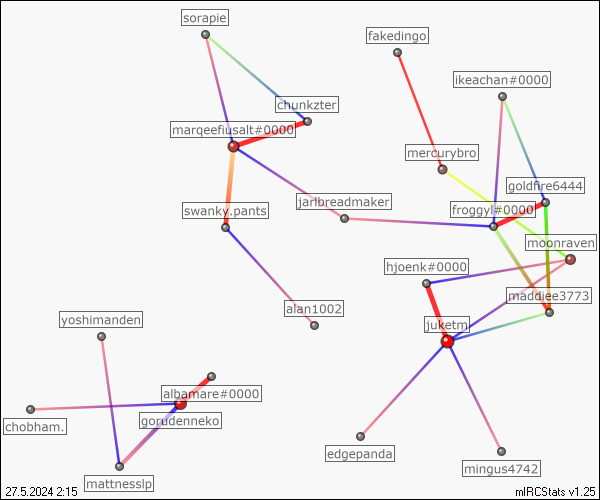 sorapie
fakedingo
ikeachan#0000
chunkzter
marqeefiusalt#0000
mercurybro
goldfire6444
jarlbreadmaker
swanky.pants
froggyl#0000
moonraven
hjoenk#0000
maddiee3773
alan1002
yoshimanden
juketm
albamare#0000
gorudenneko
chobham.
edgepanda
mingus4742
mattnesslp
27.5.2024 2:15
mIRCStats v1.25